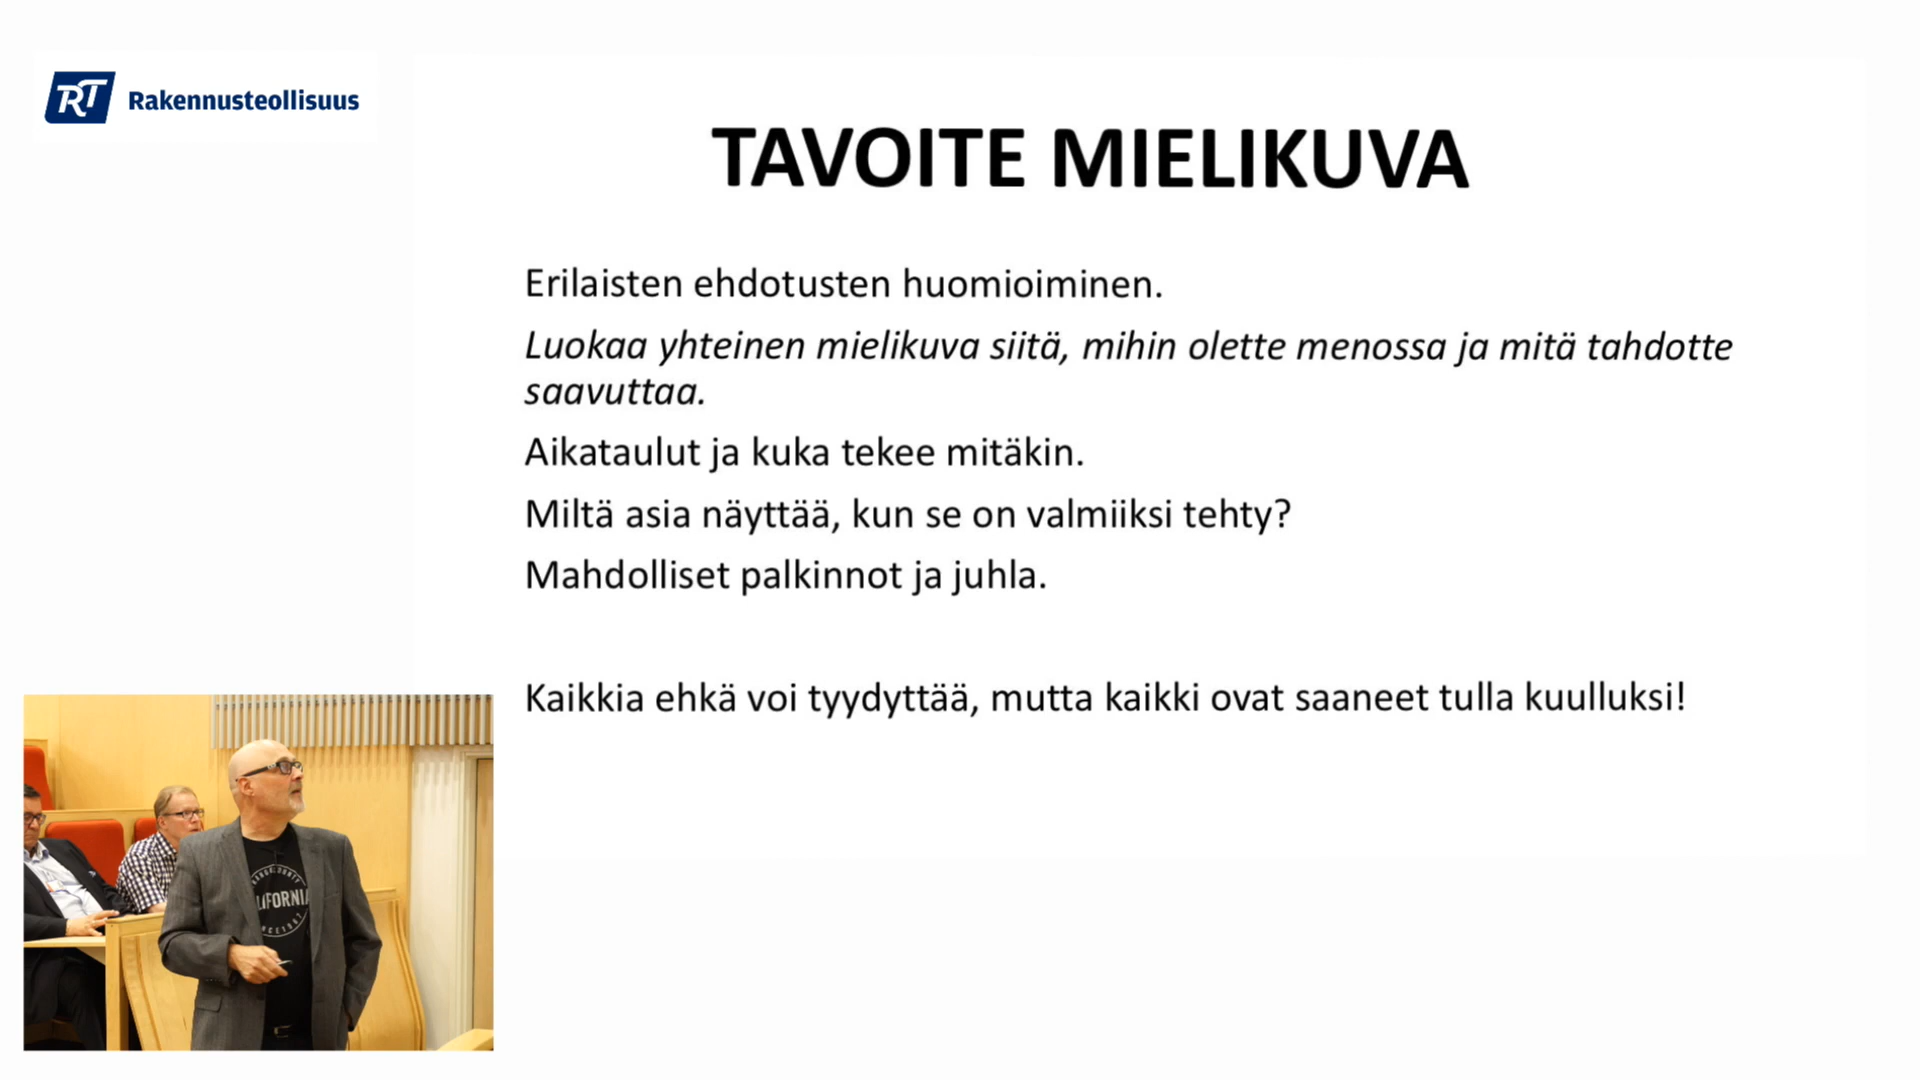 RT Rakennusteollisuus
TAVOITE MIELIKUVA
Erilaisten ehdotusten huomioiminen.
Luokaa yhteinen mielikuva siitä, mihin olette menossa ja mitä tahdotte
saavuttaa.
Aikataulut ja kuka tekee mitäkin.
Miltä asia näyttää, kun se on valmiiksi tehty?
Mahdolliset palkinnot ja juhla.
Kaikkia ehkä voi tyydyttää, mutta kaikki ovat saaneet tulla kuulluksi!